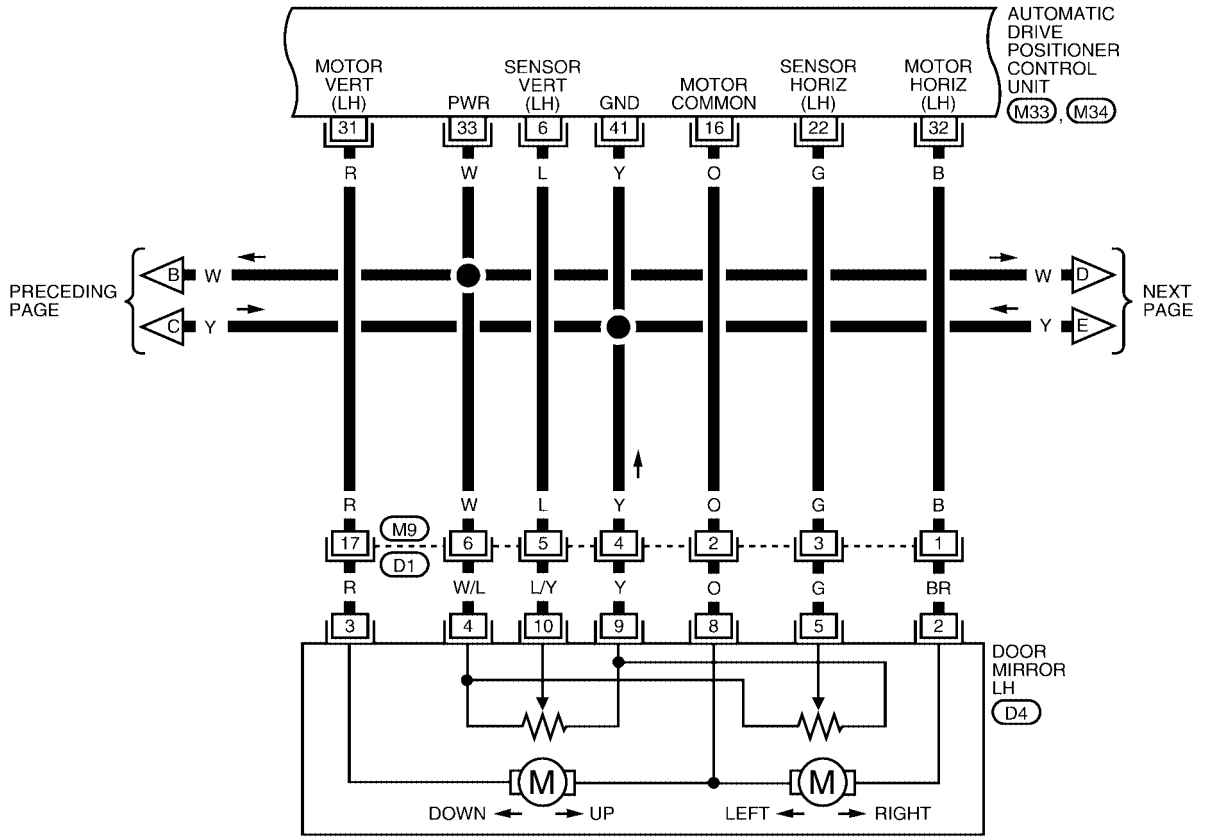 AUTOMATIC
DRIVE
POSITIONER
CONTROL
UNIT
M33, M34
MOTOR
VERT
(LH)
PWR
SENSOR
VERT
(LH)
GND
MOTOR
COMMON
SENSOR
HORIZ
(LH)
MOTOR
HORIZ
(LH)
31 33 6 41 16 22 32
R W L Y O G B
PRECEDING
PAGE
B W W D
C Y Y E
NEXT
PAGE
R W L Y O G B
M9
17 6 5 4 2 3 1
D1
R W/L L/Y Y O G BR
3 4 10 9 8 5 2
DOOR
MIRROR
LH
D4
M M
DOWN UP LEFT RIGHT